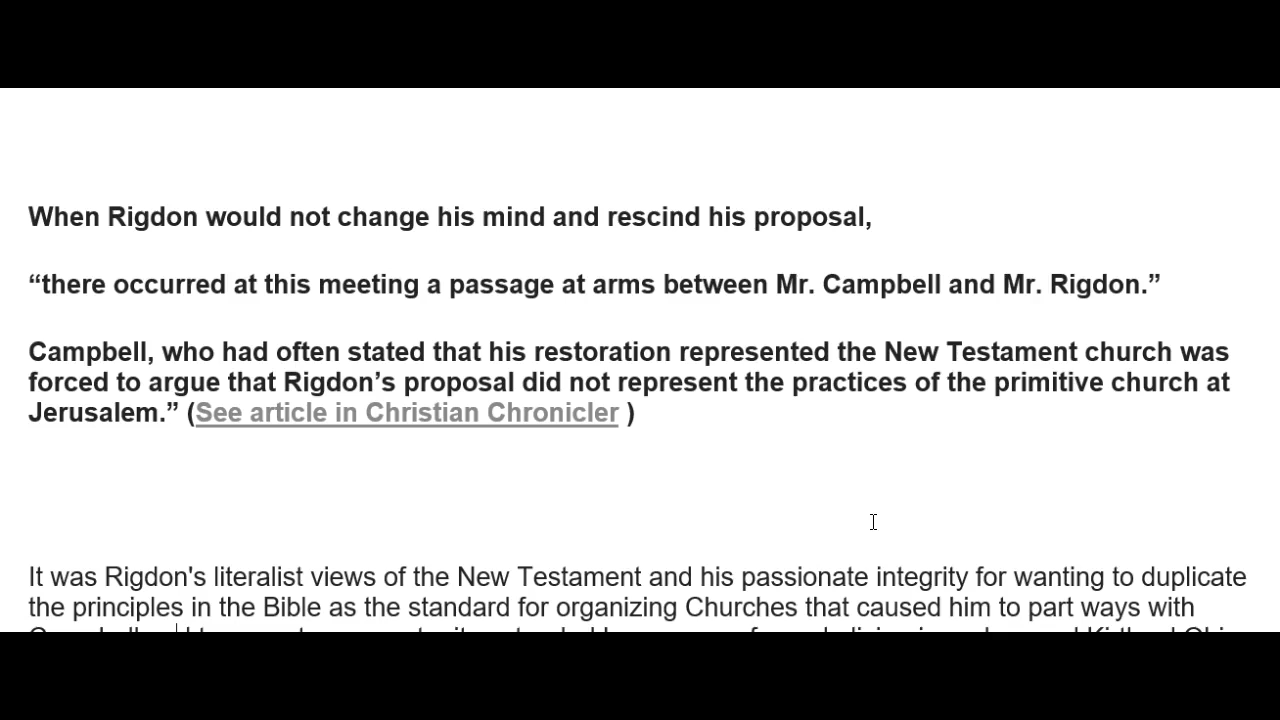 When Rigdon would not change his mind and rescind his proposal,
“there occurred at this meeting a passage at arms between Mr. Campbell and Mr. Rigdon.”
Campbell, who had often stated that his restoration represented the New Testament church was
forced to argue that Rigdon’s proposal did not represent the practices of the primitive church at
Jerusalem.” (See article in Christian Chronicler )
It was Rigdon's literalist views of the New Testament and his passionate integrity for wanting to duplicate
the principles in the Bible as the standard for organizing Churches that caused him to part ways with